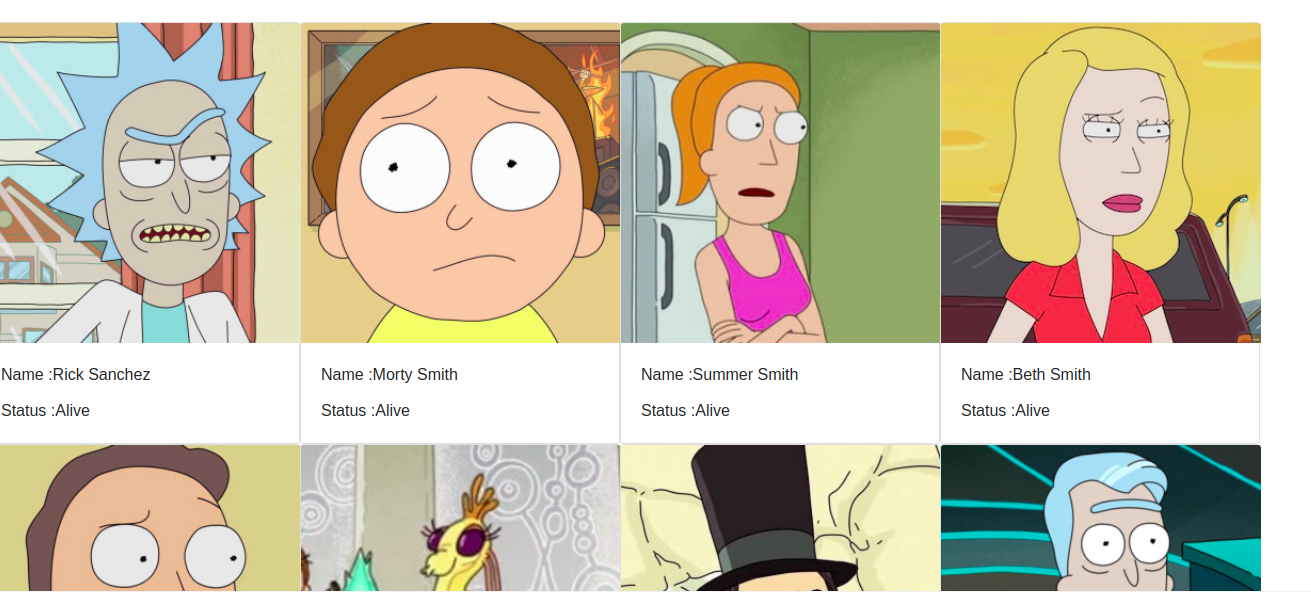 Name :Rick Sanchez
Status :Alive
Name :Morty Smith
Status :Alive
Name :Summer Smith
Status :Alive
Name :Beth Smith
Status :Alive